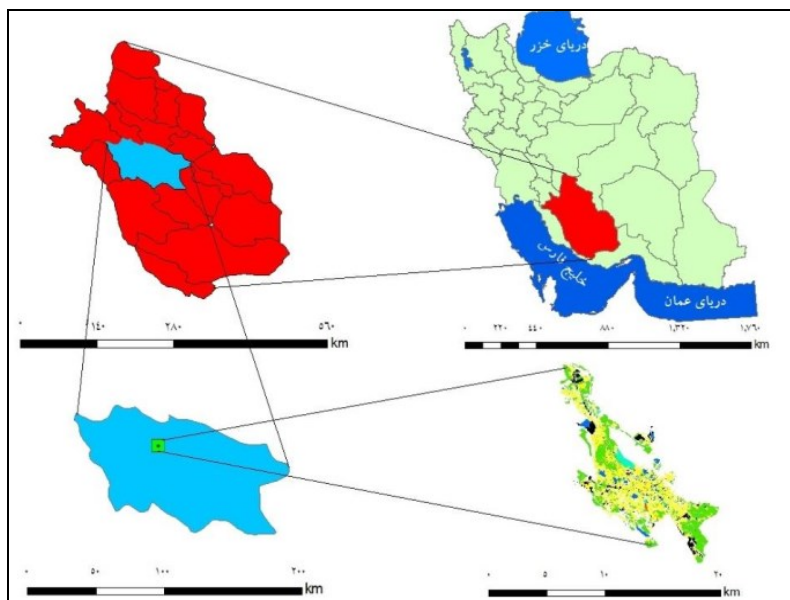 دریای خزر
خلیج فارس
دریای عمان
۰ ۱۴۰ ۲۸۰ ۵۶۰
km
۰ ۲۲۰ ۴۴۰ ۸۸۰ ۱,۳۲۰ ۱,۷۶۰
km
۰ ۵۰ ۱۰۰ ۲۰۰
km
۰ ۵ ۱۰ ۲۰
km